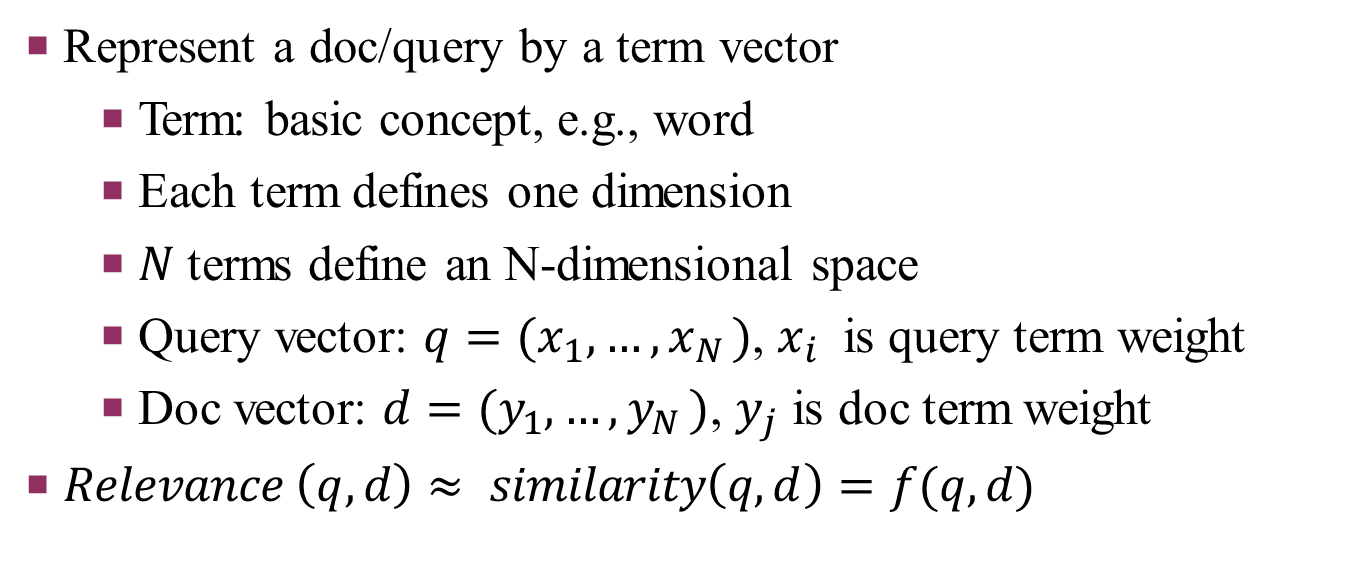 Represent a doc/query by a term vector
Term: basic concept, e.g., word
Each term defines one dimension
N terms define an N-dimensional space
Query vector: q = (x₁, … , x_N ), xᵢ is query term weight
Doc vector: d = (y₁, … , y_N ), yⱼ is doc term weight
Relevance (q, d) ≈ similarity(q, d) = f(q, d)